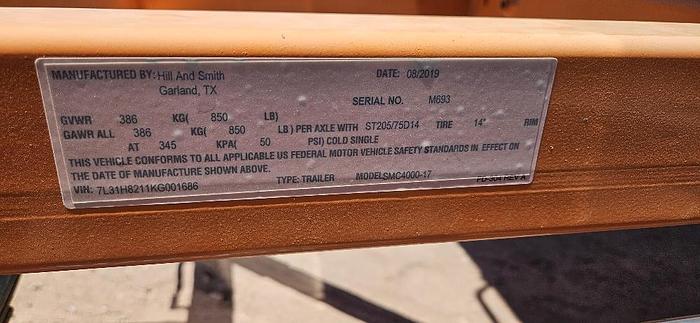 MANUFACTURED BY: Hill And Smith DATE: 08/2019
Garland, TX
SERIAL NO. M693
GVWR 386 KG( 850 LB)
GAWR ALL 386 KG( 850 LB) PER AXLE WITH ST205/75D14 TIRE 14" RIM
AT 345 KPA( 50 PSI) COLD SINGLE
THIS VEHICLE CONFORMS TO ALL APPLICABLE US FEDERAL MOTOR VEHICLE SAFETY STANDARDS IN EFFECT ON
THE DATE OF MANUFACTURE SHOWN ABOVE.
VIN: 7L31H8211KG001686 TYPE: TRAILER MODEL SMC4000-17 FD-304 REV A